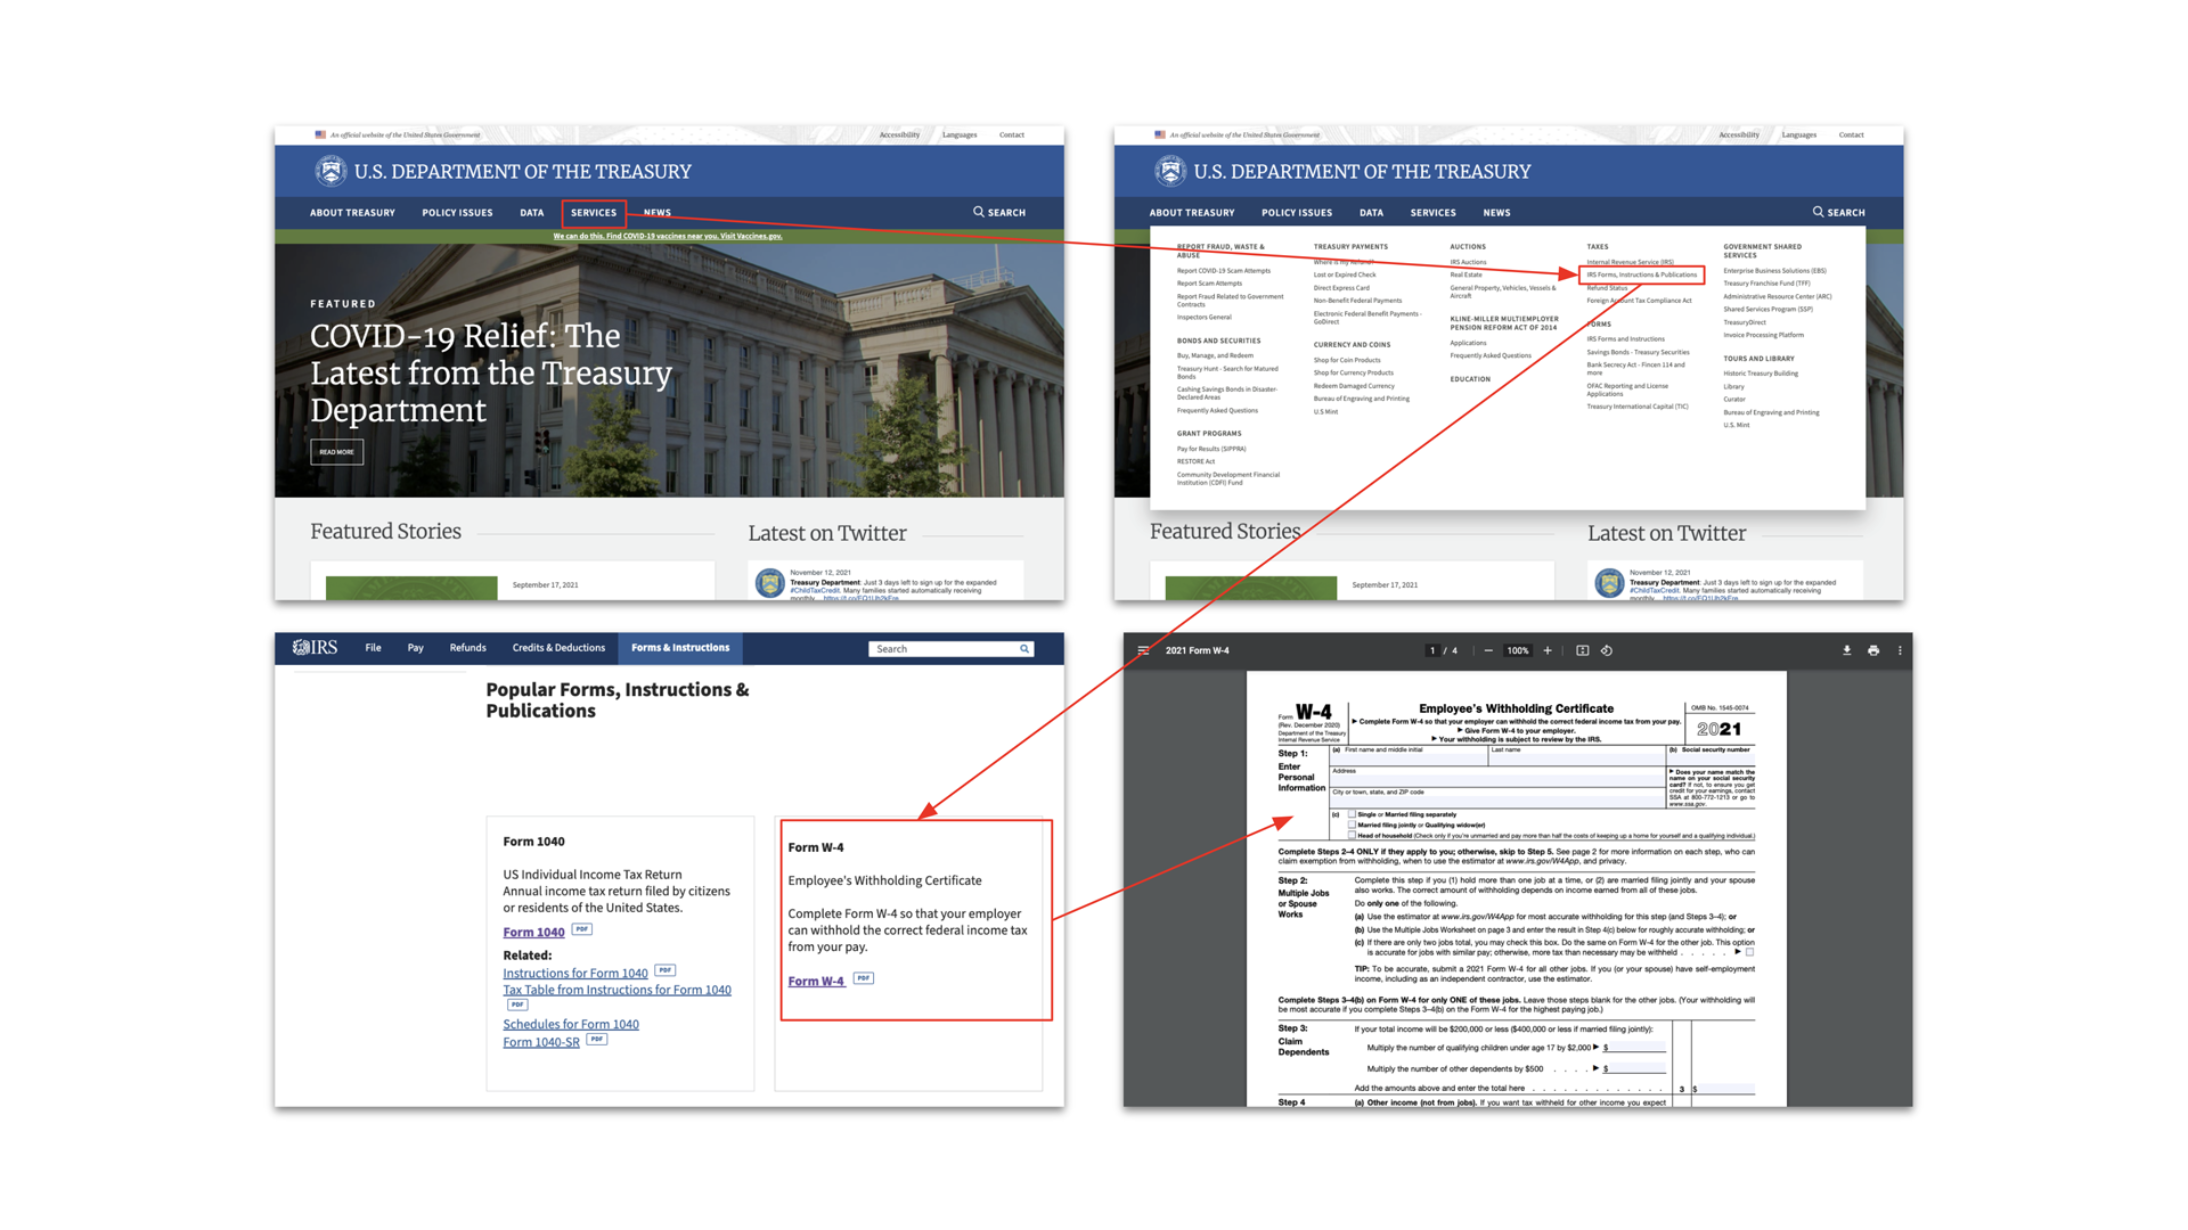 An official website of the United States Government
Accessibility Languages Contact
U.S. DEPARTMENT OF THE TREASURY
ABOUT TREASURY POLICY ISSUES DATA SERVICES NEWS SEARCH
We can do this. Find COVID-19 vaccines near you. Visit Vaccines.gov.
FEATURED
COVID-19 Relief: The
Latest from the Treasury
Department
READ MORE
Featured Stories
Latest on Twitter
September 17, 2021
November 12, 2021
Treasury Department: Just 3 days left to sign up for the expanded
#ChildTaxCredit. Many families started automatically receiving
An official website of the United States Government
Accessibility Languages Contact
U.S. DEPARTMENT OF THE TREASURY
ABOUT TREASURY POLICY ISSUES DATA SERVICES NEWS SEARCH
REPORT FRAUD, WASTE &
ABUSE
Report COVID-19 Scam Attempts
Report Scam Attempts
Report Fraud Related to Government
Contracts
Inspectors General
BONDS AND SECURITIES
Buy, Manage, and Redeem
Treasury Hunt - Search for Matured
Bonds
Cashing Savings Bonds in Disaster-
Declared Areas
Frequently Asked Questions
GRANT PROGRAMS
Pay for Results (SIPPRA)
RESTORE Act
Community Development Financial
Institution (CDFI) Fund
TREASURY PAYMENTS
Where is my Refund?
Lost or Expired Check
Direct Express Card
Non-Benefit Federal Payments
Electronic Federal Benefit Payments -
GoDirect
CURRENCY AND COINS
Shop for Coin Products
Shop for Currency Products
Redeem Damaged Currency
Bureau of Engraving and Printing
U.S Mint
AUCTIONS
IRS Auctions
Real Estate
General Property, Vehicles, Vessels &
Aircraft
KLINE-MILLER MULTIEMPLOYER
PENSION REFORM ACT OF 2014
Applications
Frequently Asked Questions
EDUCATION
TAXES
Internal Revenue Service (IRS)
IRS Forms, Instructions & Publications
Refund Status
Foreign Account Tax Compliance Act
FORMS
IRS Forms and Instructions
Savings Bonds - Treasury Securities
Bank Secrecy Act - Fincen 114 and
more
OFAC Reporting and License
Applications
Treasury International Capital (TIC)
GOVERNMENT SHARED
SERVICES
Enterprise Business Solutions (EBS)
Treasury Franchise Fund (TFF)
Administrative Resource Center (ARC)
Shared Services Program (SSP)
TreasuryDirect
Invoice Processing Platform
TOURS AND LIBRARY
Historic Treasury Building
Library
Curator
Bureau of Engraving and Printing
U.S. Mint
Featured Stories
Latest on Twitter
September 17, 2021
November 12, 2021
Treasury Department: Just 3 days left to sign up for the expanded
#ChildTaxCredit. Many families started automatically receiving
IRS File Pay Refunds Credits & Deductions Forms & Instructions Search
Popular Forms, Instructions &
Publications
Form 1040
US Individual Income Tax Return
Annual income tax return filed by citizens
or residents of the United States.
Form 1040 PDF
Related:
Instructions for Form 1040 PDF
Tax Table from Instructions for Form 1040
PDF
Schedules for Form 1040
Form 1040-SR PDF
Form W-4
Employee's Withholding Certificate
Complete Form W-4 so that your employer
can withhold the correct federal income tax
from your pay.
Form W-4 PDF
2021 Form W-4 1 / 4 100%
Form W-4
(Rev. December 2020)
Department of the Treasury
Internal Revenue Service
Employee's Withholding Certificate
▶ Complete Form W-4 so that your employer can withhold the correct federal income tax from your pay.
▶ Give Form W-4 to your employer.
▶ Your withholding is subject to review by the IRS.
OMB No. 1545-0074
2021
Step 1:
Enter
Personal
Information
(a) First name and middle initial Last name (b) Social security number
Address
City or town, state, and ZIP code
▶ Does your name match the
name on your social security
card? If not, to ensure you get
credit for your earnings, contact
SSA at 800-772-1213 or go to
www.ssa.gov.
(c) Single or Married filing separately
Married filing jointly or Qualifying widow(er)
Head of household (Check only if you're unmarried and pay more than half the costs of keeping up a home for yourself and a qualifying individual.)
Complete Steps 2–4 ONLY if they apply to you; otherwise, skip to Step 5. See page 2 for more information on each step, who can
claim exemption from withholding, when to use the estimator at www.irs.gov/W4App, and privacy.
Step 2:
Multiple Jobs
or Spouse
Works
Complete this step if you (1) hold more than one job at a time, or (2) are married filing jointly and your spouse
also works. The correct amount of withholding depends on income earned from all of these jobs.
Do only one of the following.
(a) Use the estimator at www.irs.gov/W4App for most accurate withholding for this step (and Steps 3–4); or
(b) Use the Multiple Jobs Worksheet on page 3 and enter the result in Step 4(c) below for roughly accurate withholding; or
(c) If there are only two jobs total, you may check this box. Do the same on Form W-4 for the other job. This option
is accurate for jobs with similar pay; otherwise, more tax than necessary may be withheld . . . . . ▶
TIP: To be accurate, submit a 2021 Form W-4 for all other jobs. If you (or your spouse) have self-employment
income, including as an independent contractor, use the estimator.
Complete Steps 3–4(b) on Form W-4 for only ONE of these jobs. Leave those steps blank for the other jobs. (Your withholding will
be most accurate if you complete Steps 3–4(b) on the Form W-4 for the highest paying job.)
Step 3:
Claim
Dependents
If your total income will be $200,000 or less ($400,000 or less if married filing jointly):
Multiply the number of qualifying children under age 17 by $2,000 ▶ $
Multiply the number of other dependents by $500 . . . . ▶ $
Add the amounts above and enter the total here . . . . . . . . . . . . . 3 $
Step 4
(a) Other income (not from jobs). If you want tax withheld for other income you expect